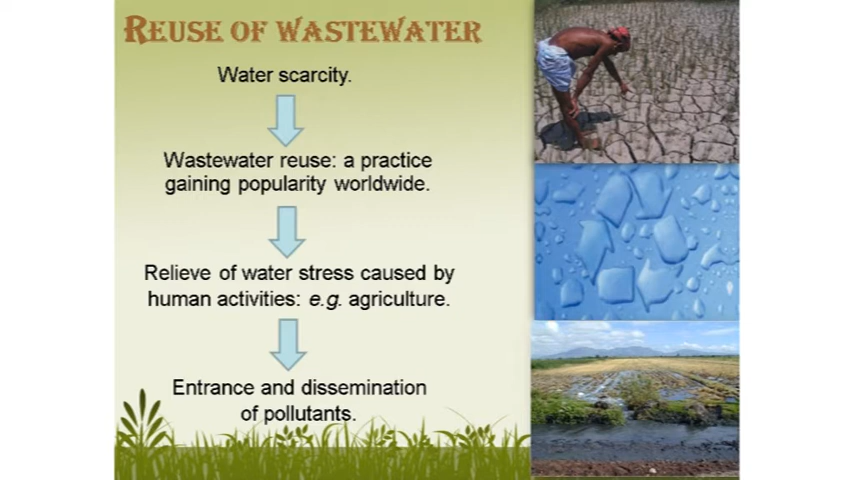 REUSE OF WASTEWATER
Water scarcity.
Wastewater reuse: a practice
gaining popularity worldwide.
Relieve of water stress caused by
human activities: e.g. agriculture.
Entrance and dissemination
of pollutants.